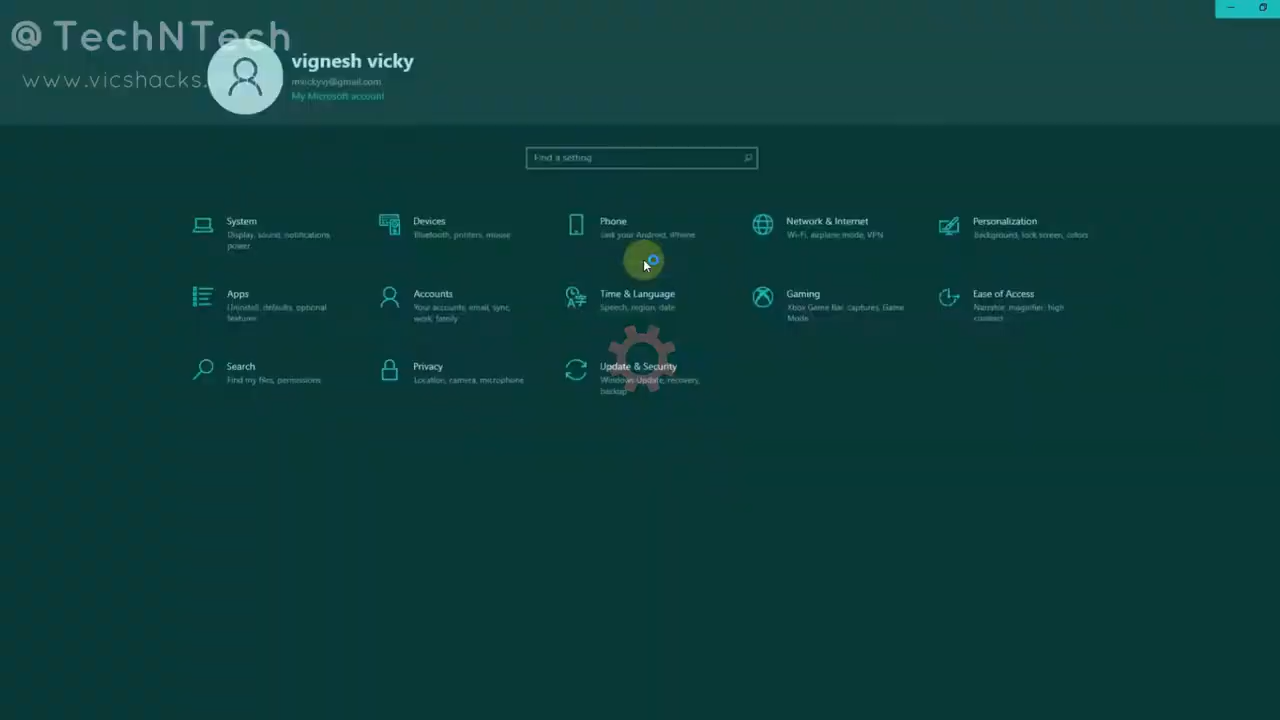 @ TechNTech
www.vicshacks.
vignesh vicky
My Microsoft account
Find a setting
System
Display, sound, notifications,
power
Devices
Bluetooth, printers, mouse
Phone
Link your Android, iPhone
Network & Internet
Wi-Fi, airplane mode, VPN
Personalization
Background, lock screen, colors
Apps
Uninstall, defaults, optional
features
Accounts
Your accounts, email, sync,
work, family
Time & Language
Speech, region, date
Gaming
Xbox Game Bar, captures, Game
Mode
Ease of Access
Narrator, magnifier, high
contrast
Search
Find my files, permissions
Privacy
Location, camera, microphone
Update & Security
Windows Update, recovery,
backup